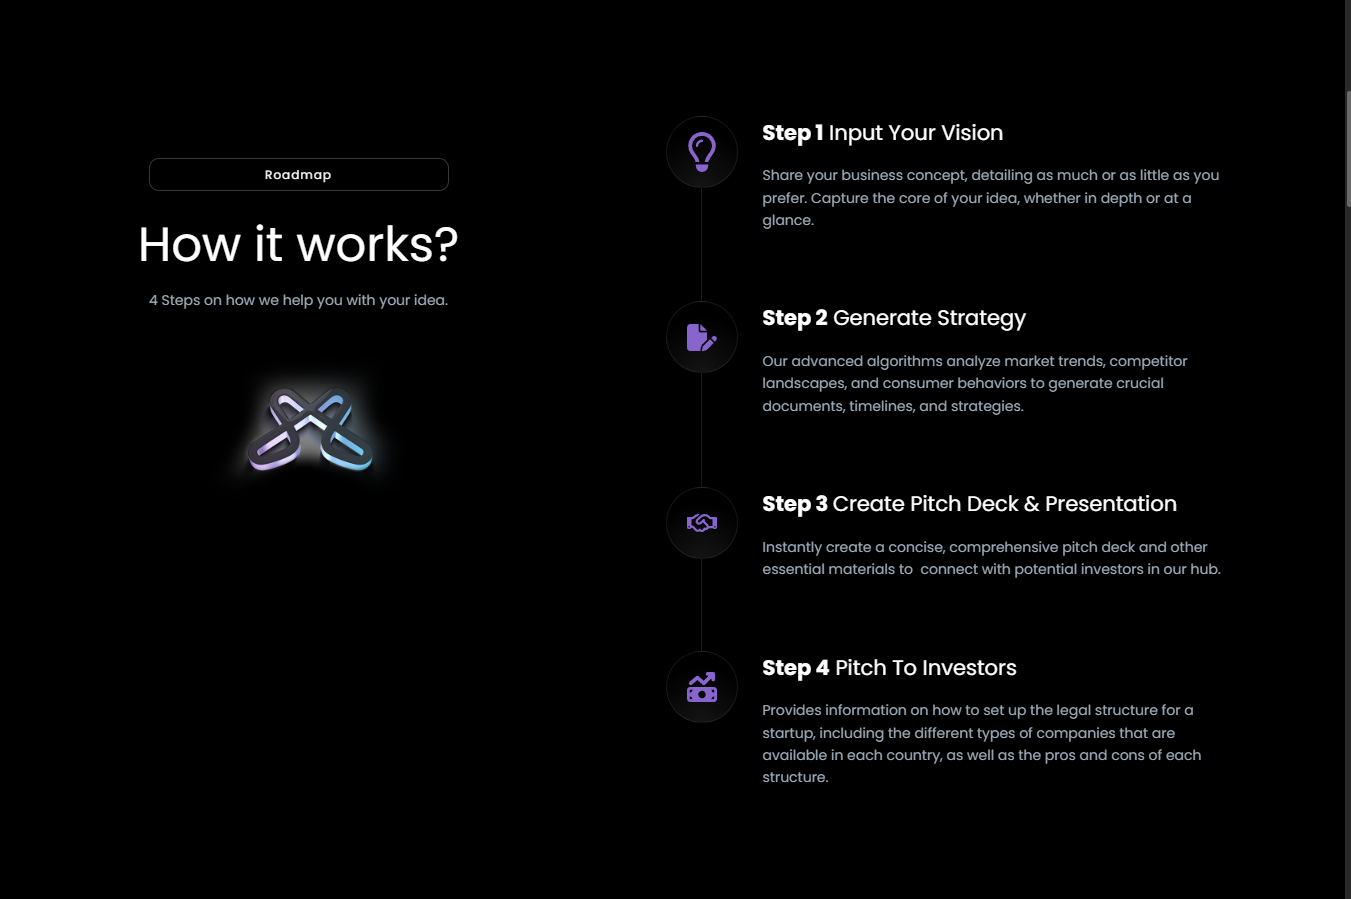 Roadmap
How it works?
4 Steps on how we help you with your idea.
Step 1 Input Your Vision
Share your business concept, detailing as much or as little as you
prefer. Capture the core of your idea, whether in depth or at a
glance.
Step 2 Generate Strategy
Our advanced algorithms analyze market trends, competitor
landscapes, and consumer behaviors to generate crucial
documents, timelines, and strategies.
Step 3 Create Pitch Deck & Presentation
Instantly create a concise, comprehensive pitch deck and other
essential materials to  connect with potential investors in our hub.
Step 4 Pitch To Investors
Provides information on how to set up the legal structure for a
startup, including the different types of companies that are
available in each country, as well as the pros and cons of each
structure.